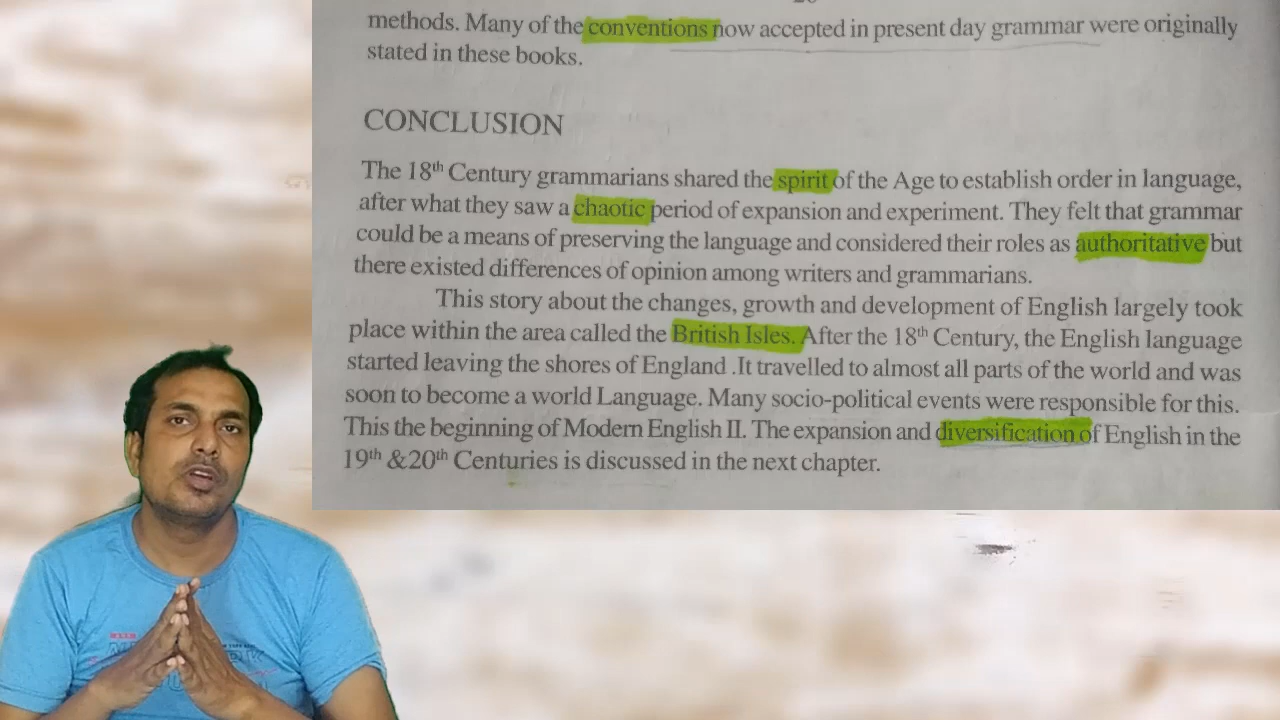 methods. Many of the conventions now accepted in present day grammar were originally
stated in these books.
CONCLUSION
The 18th Century grammarians shared the spirit of the Age to establish order in language,
after what they saw a chaotic period of expansion and experiment. They felt that grammar
could be a means of preserving the language and considered their roles as authoritative but
there existed differences of opinion among writers and grammarians.
This story about the changes, growth and development of English largely took
place within the area called the British Isles. After the 18th Century, the English language
started leaving the shores of England .It travelled to almost all parts of the world and was
soon to become a world Language. Many socio-political events were responsible for this.
This the beginning of Modern English II. The expansion and diversification of English in the
19th &20th Centuries is discussed in the next chapter.